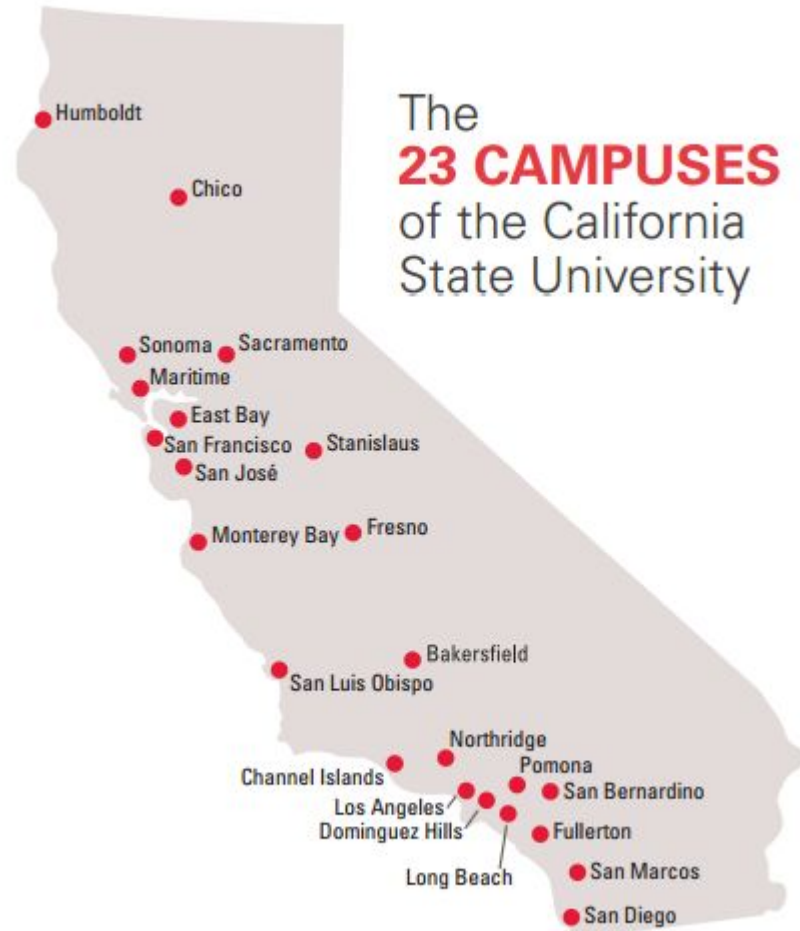 The
23 CAMPUSES
of the California
State University
Humboldt
Chico
Sonoma
Sacramento
Maritime
East Bay
San Francisco
Stanislaus
San José
Monterey Bay
Fresno
Bakersfield
San Luis Obispo
Northridge
Channel Islands
Pomona
San Bernardino
Los Angeles
Dominguez Hills
Fullerton
Long Beach
San Marcos
San Diego